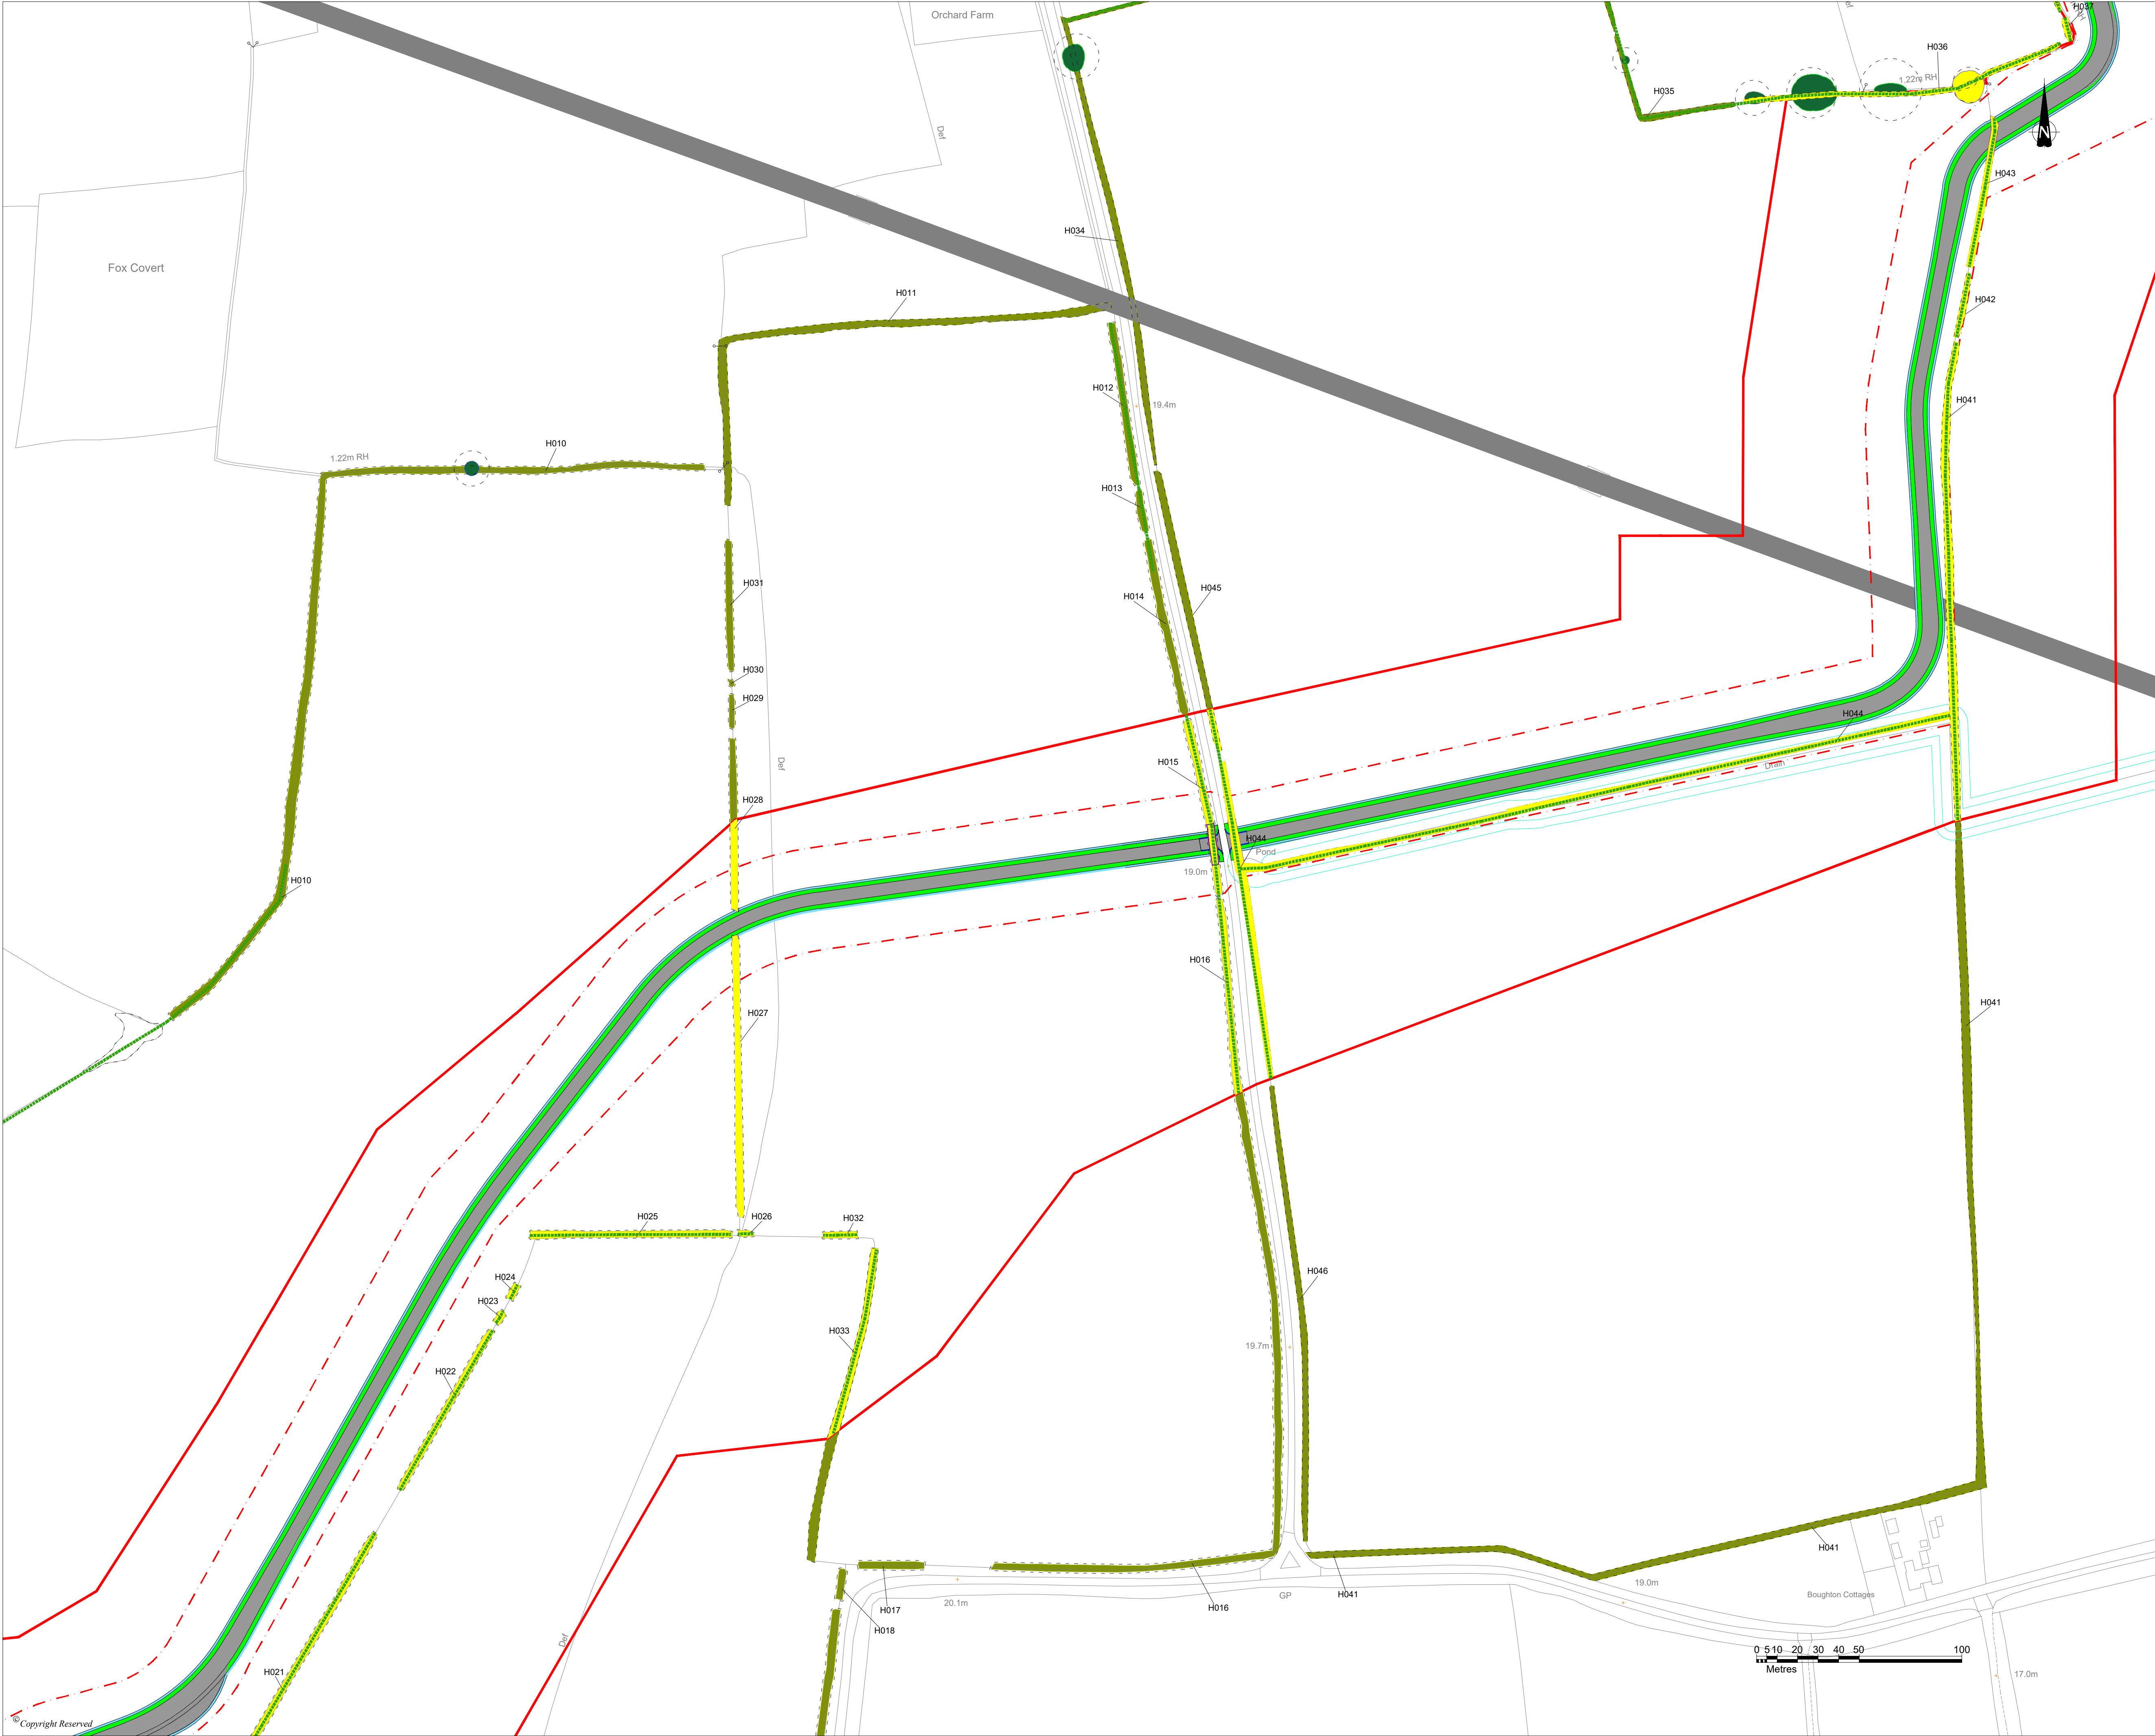 Orchard Farm
Def
H037
RH
H036
1.22m RH
H035
N
Def
H043
H034
Fox Covert
H011
H042
H012
19.4m
H041
1.22m RH
H010
H013
H031
H014
H045
H030
H029
H044
Def
H015
Drain
H028
H044
Pond
19.0m
H010
H016
H041
H027
H025
H026
H032
H024
H046
H023
H033
19.7m
H022
H041
19.0m
GP
H041
Boughton Cottages
H017
20.1m
H016
H018
Def
0 5 10 20 30 40 50 100
Metres
H021
17.0m
© Copyright Reserved